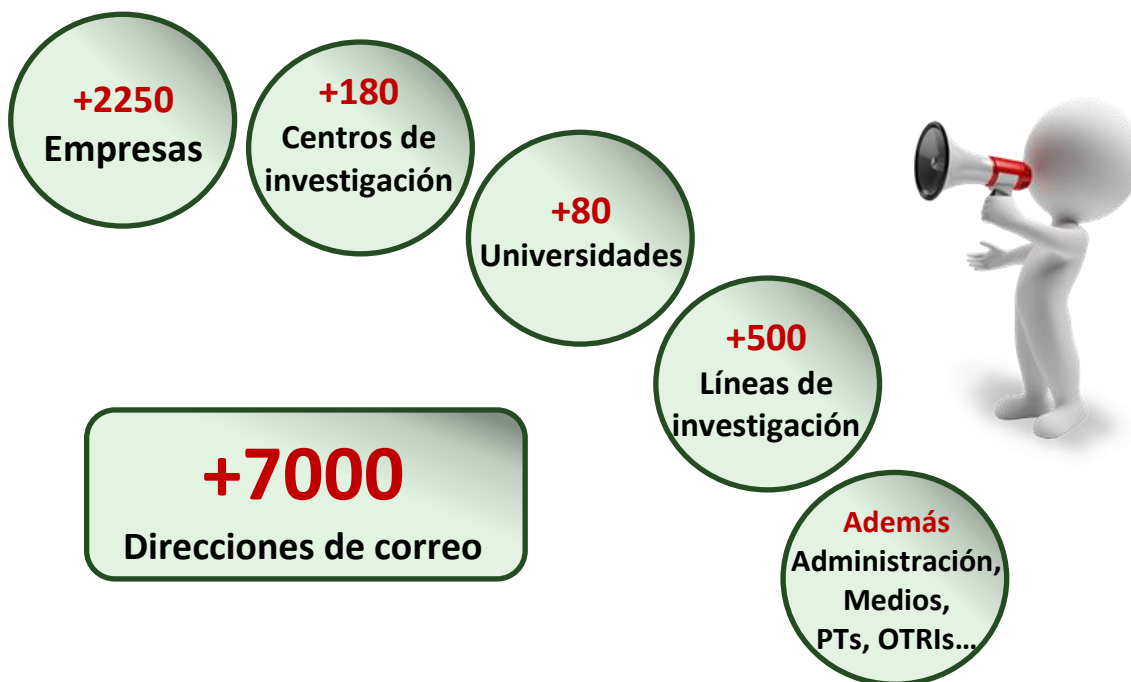 +2250
Empresas
+180
Centros de
investigación
+80
Universidades
+500
Líneas de
investigación
+7000
Direcciones de correo
Además
Administración,
Medios,
PTs, OTRIs...